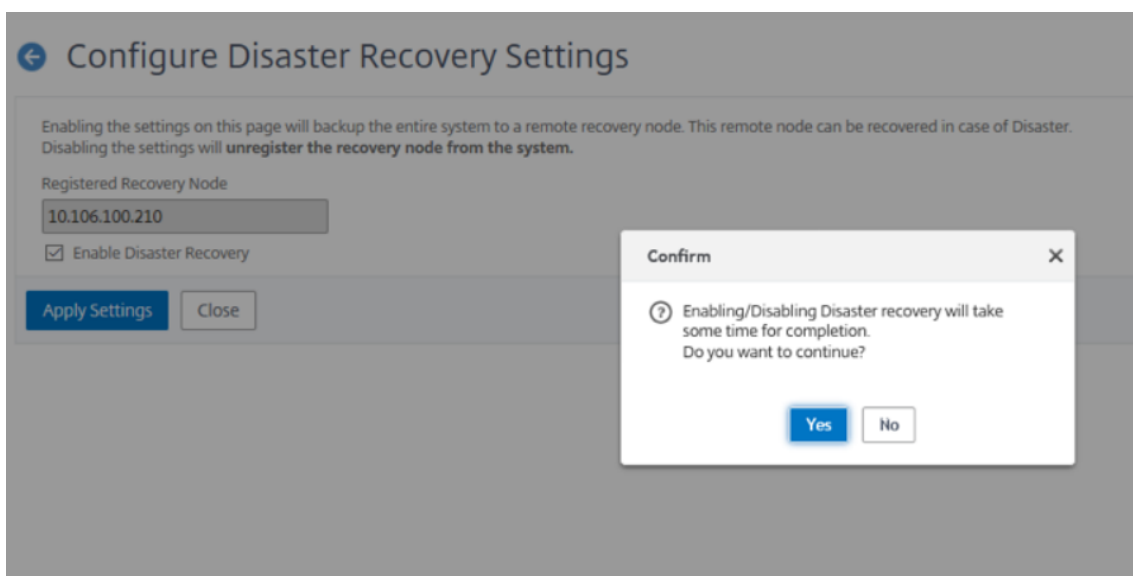 Configure Disaster Recovery Settings
Enabling the settings on this page will backup the entire system to a remote recovery node. This remote node can be recovered in case of Disaster.
Disabling the settings will unregister the recovery node from the system.
Registered Recovery Node
10.106.100.210
Enable Disaster Recovery
Apply Settings
Close
Confirm
Enabling/Disabling Disaster recovery will take
some time for completion.
Do you want to continue?
Yes
No